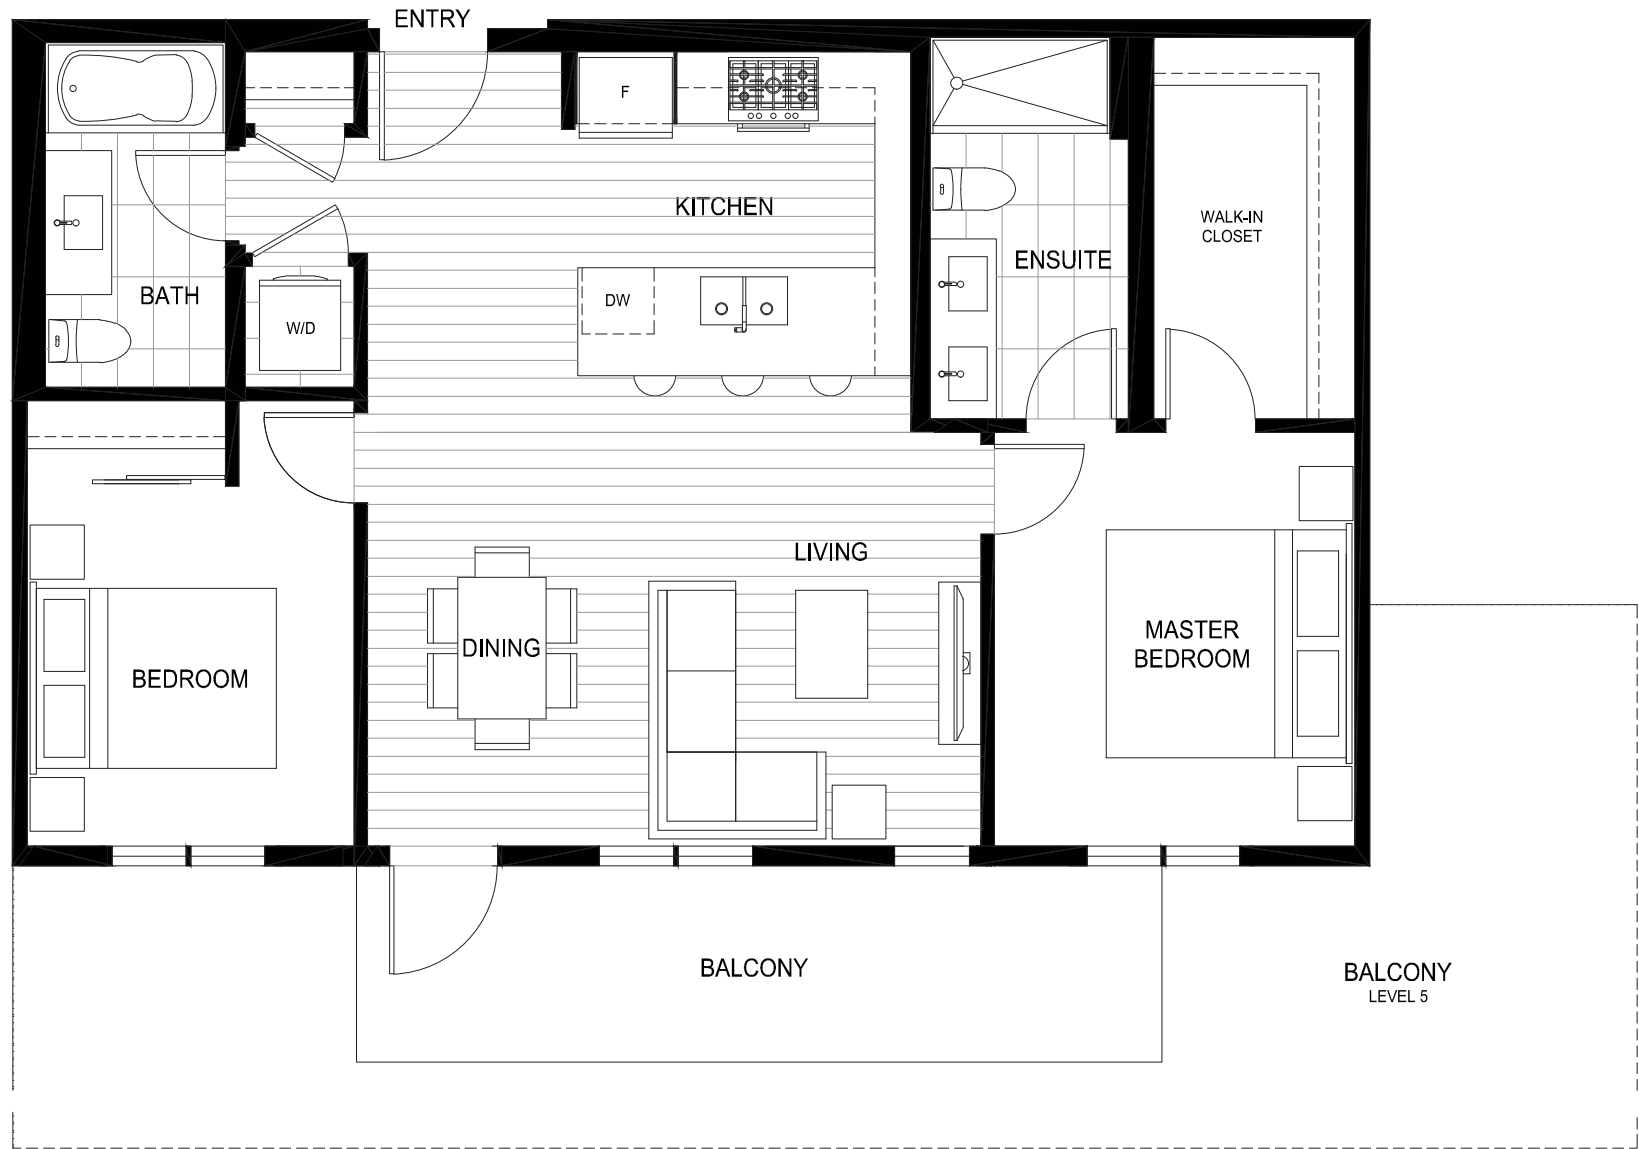 ENTRY
F
KITCHEN
WALK-IN
CLOSET
ENSUITE
BATH
DW
W/D
LIVING
DINING
MASTER
BEDROOM
BEDROOM
BALCONY
BALCONY
LEVEL 5